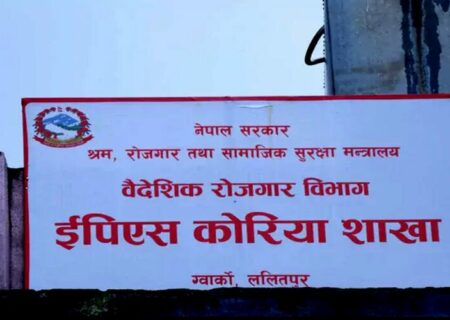 नेपाल सरकार
श्रम, रोजगार तथा सामाजिक सुरक्षा मन्त्रालय
वैदेशिक रोजगार विभाग
ईपिएस कोरिया शाखा
ग्वार्को, ललितपुर